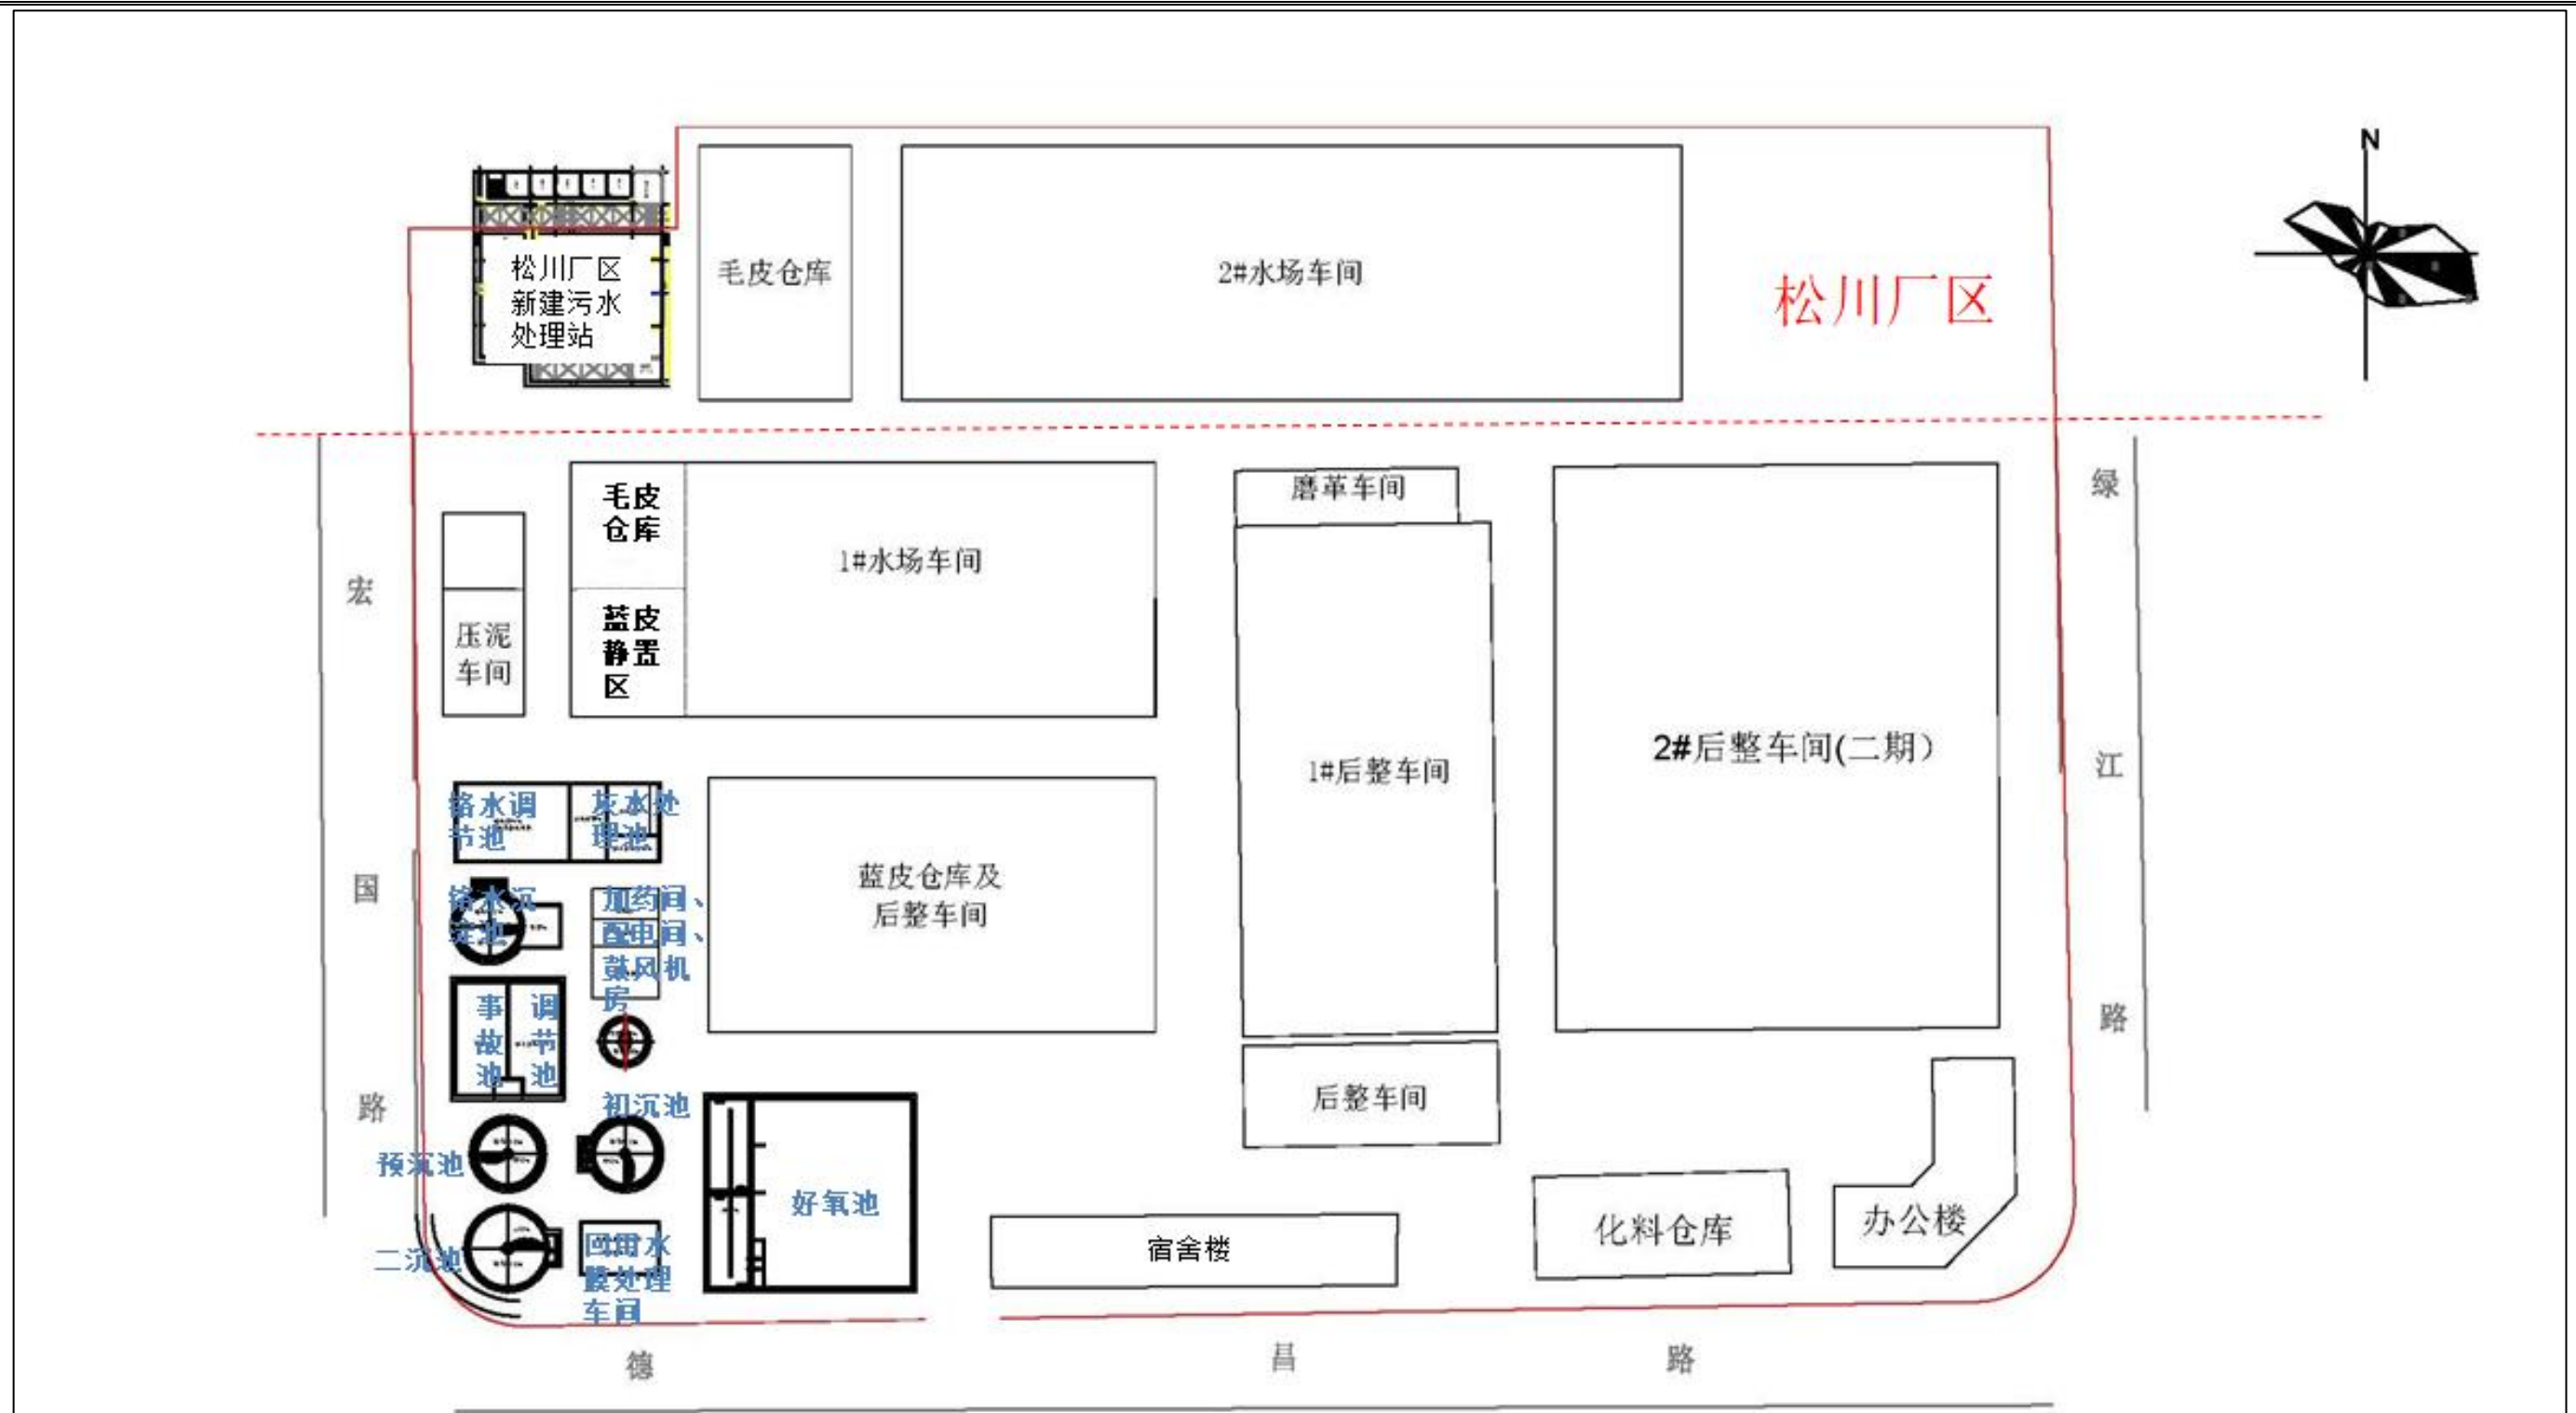 N
松川厂区
新建污水
处理站
毛皮仓库
2#水场车间
松川厂区
毛皮
仓库
蓝皮
静置
区
1#水场车间
磨革车间
1#后整车间
2#后整车间(二期）
压泥
车间
宏
国
路
绿
江
路
铬水调
节池
灰水处
理池
铬水沉
淀池
加药间、
配电间、
鼓风机
房
蓝皮仓库及
后整车间
事
故
池
调
节
池
初沉池
预沉池
二沉池
回用水
膜处理
车间
好氧池
后整车间
宿舍楼
化料仓库
办公楼
德
昌
路